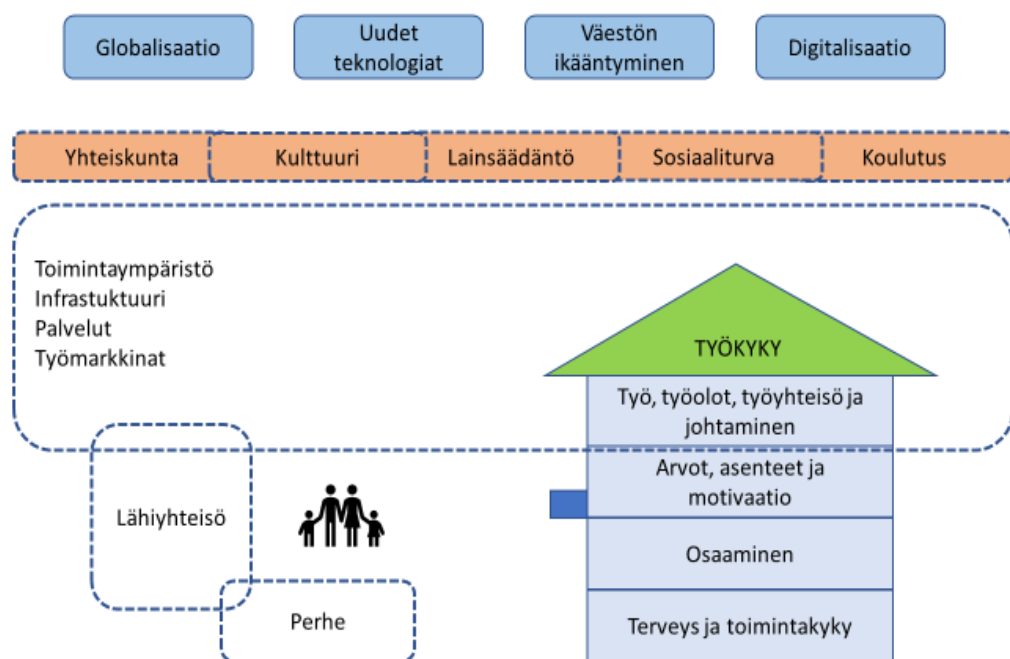 Globalisaatio
Uudet
teknologiat
Väestön
ikääntyminen
Digitalisaatio
Yhteiskunta
Kulttuuri
Lainsäädäntö
Sosiaaliturva
Koulutus
Toimintaympäristö
Infrastuktuuri
Palvelut
Työmarkkinat
TYÖKYKY
Työ, työolot, työyhteisö ja
johtaminen
Arvot, asenteet ja
motivaatio
Osaaminen
Terveys ja toimintakyky
Lähiyhteisö
Perhe